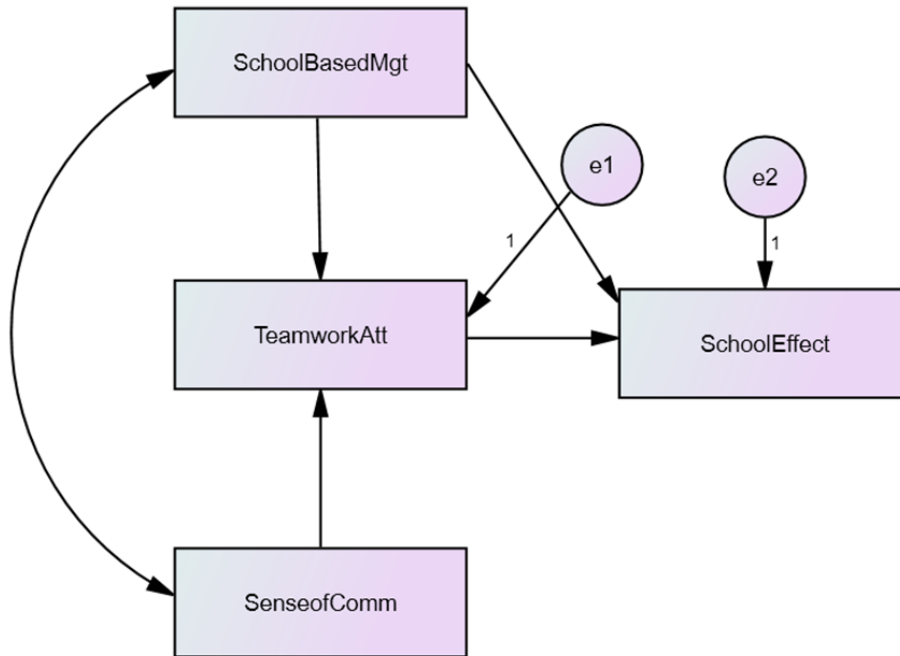 SchoolBasedMgt
e1
e2
1
1
TeamworkAtt
SchoolEffect
SenseofComm